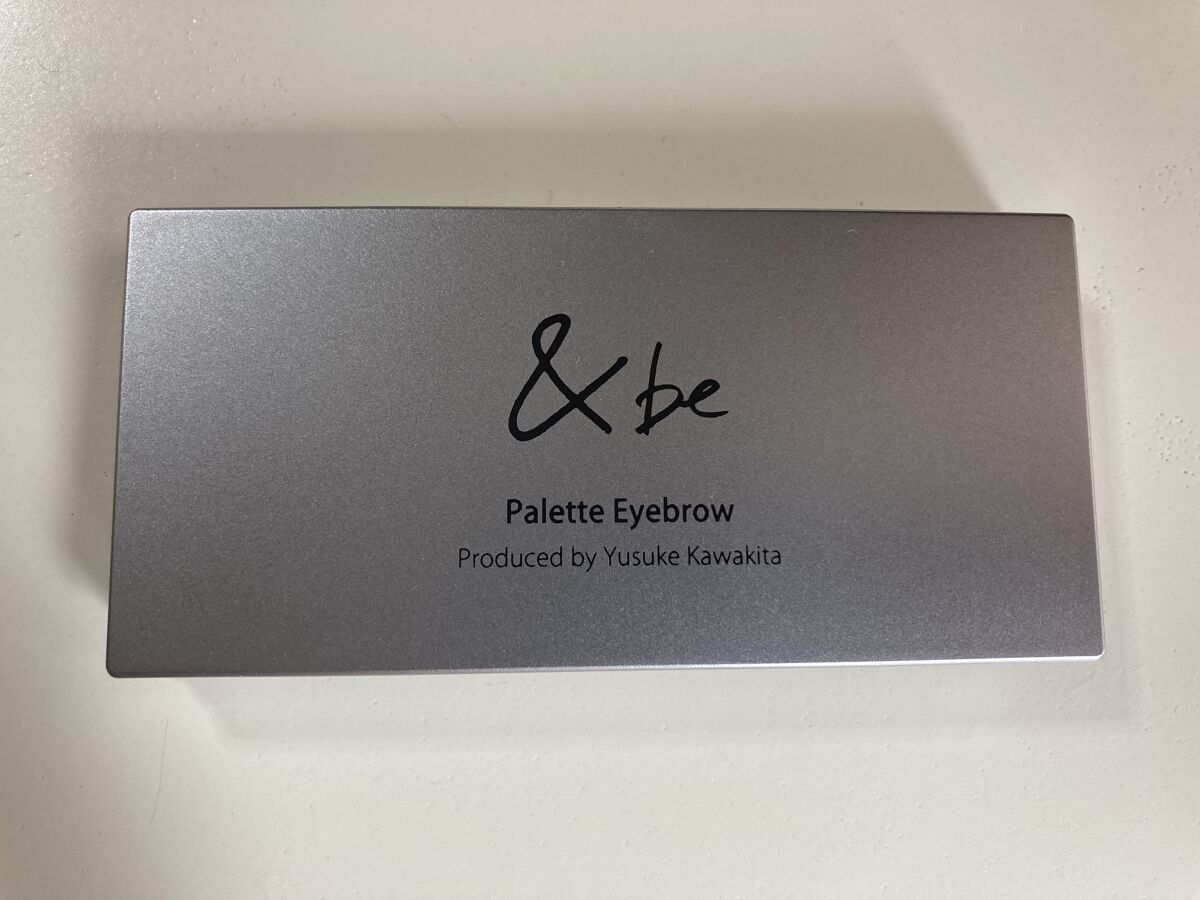 &be
Palette Eyebrow
Produced by Yusuke Kawakita